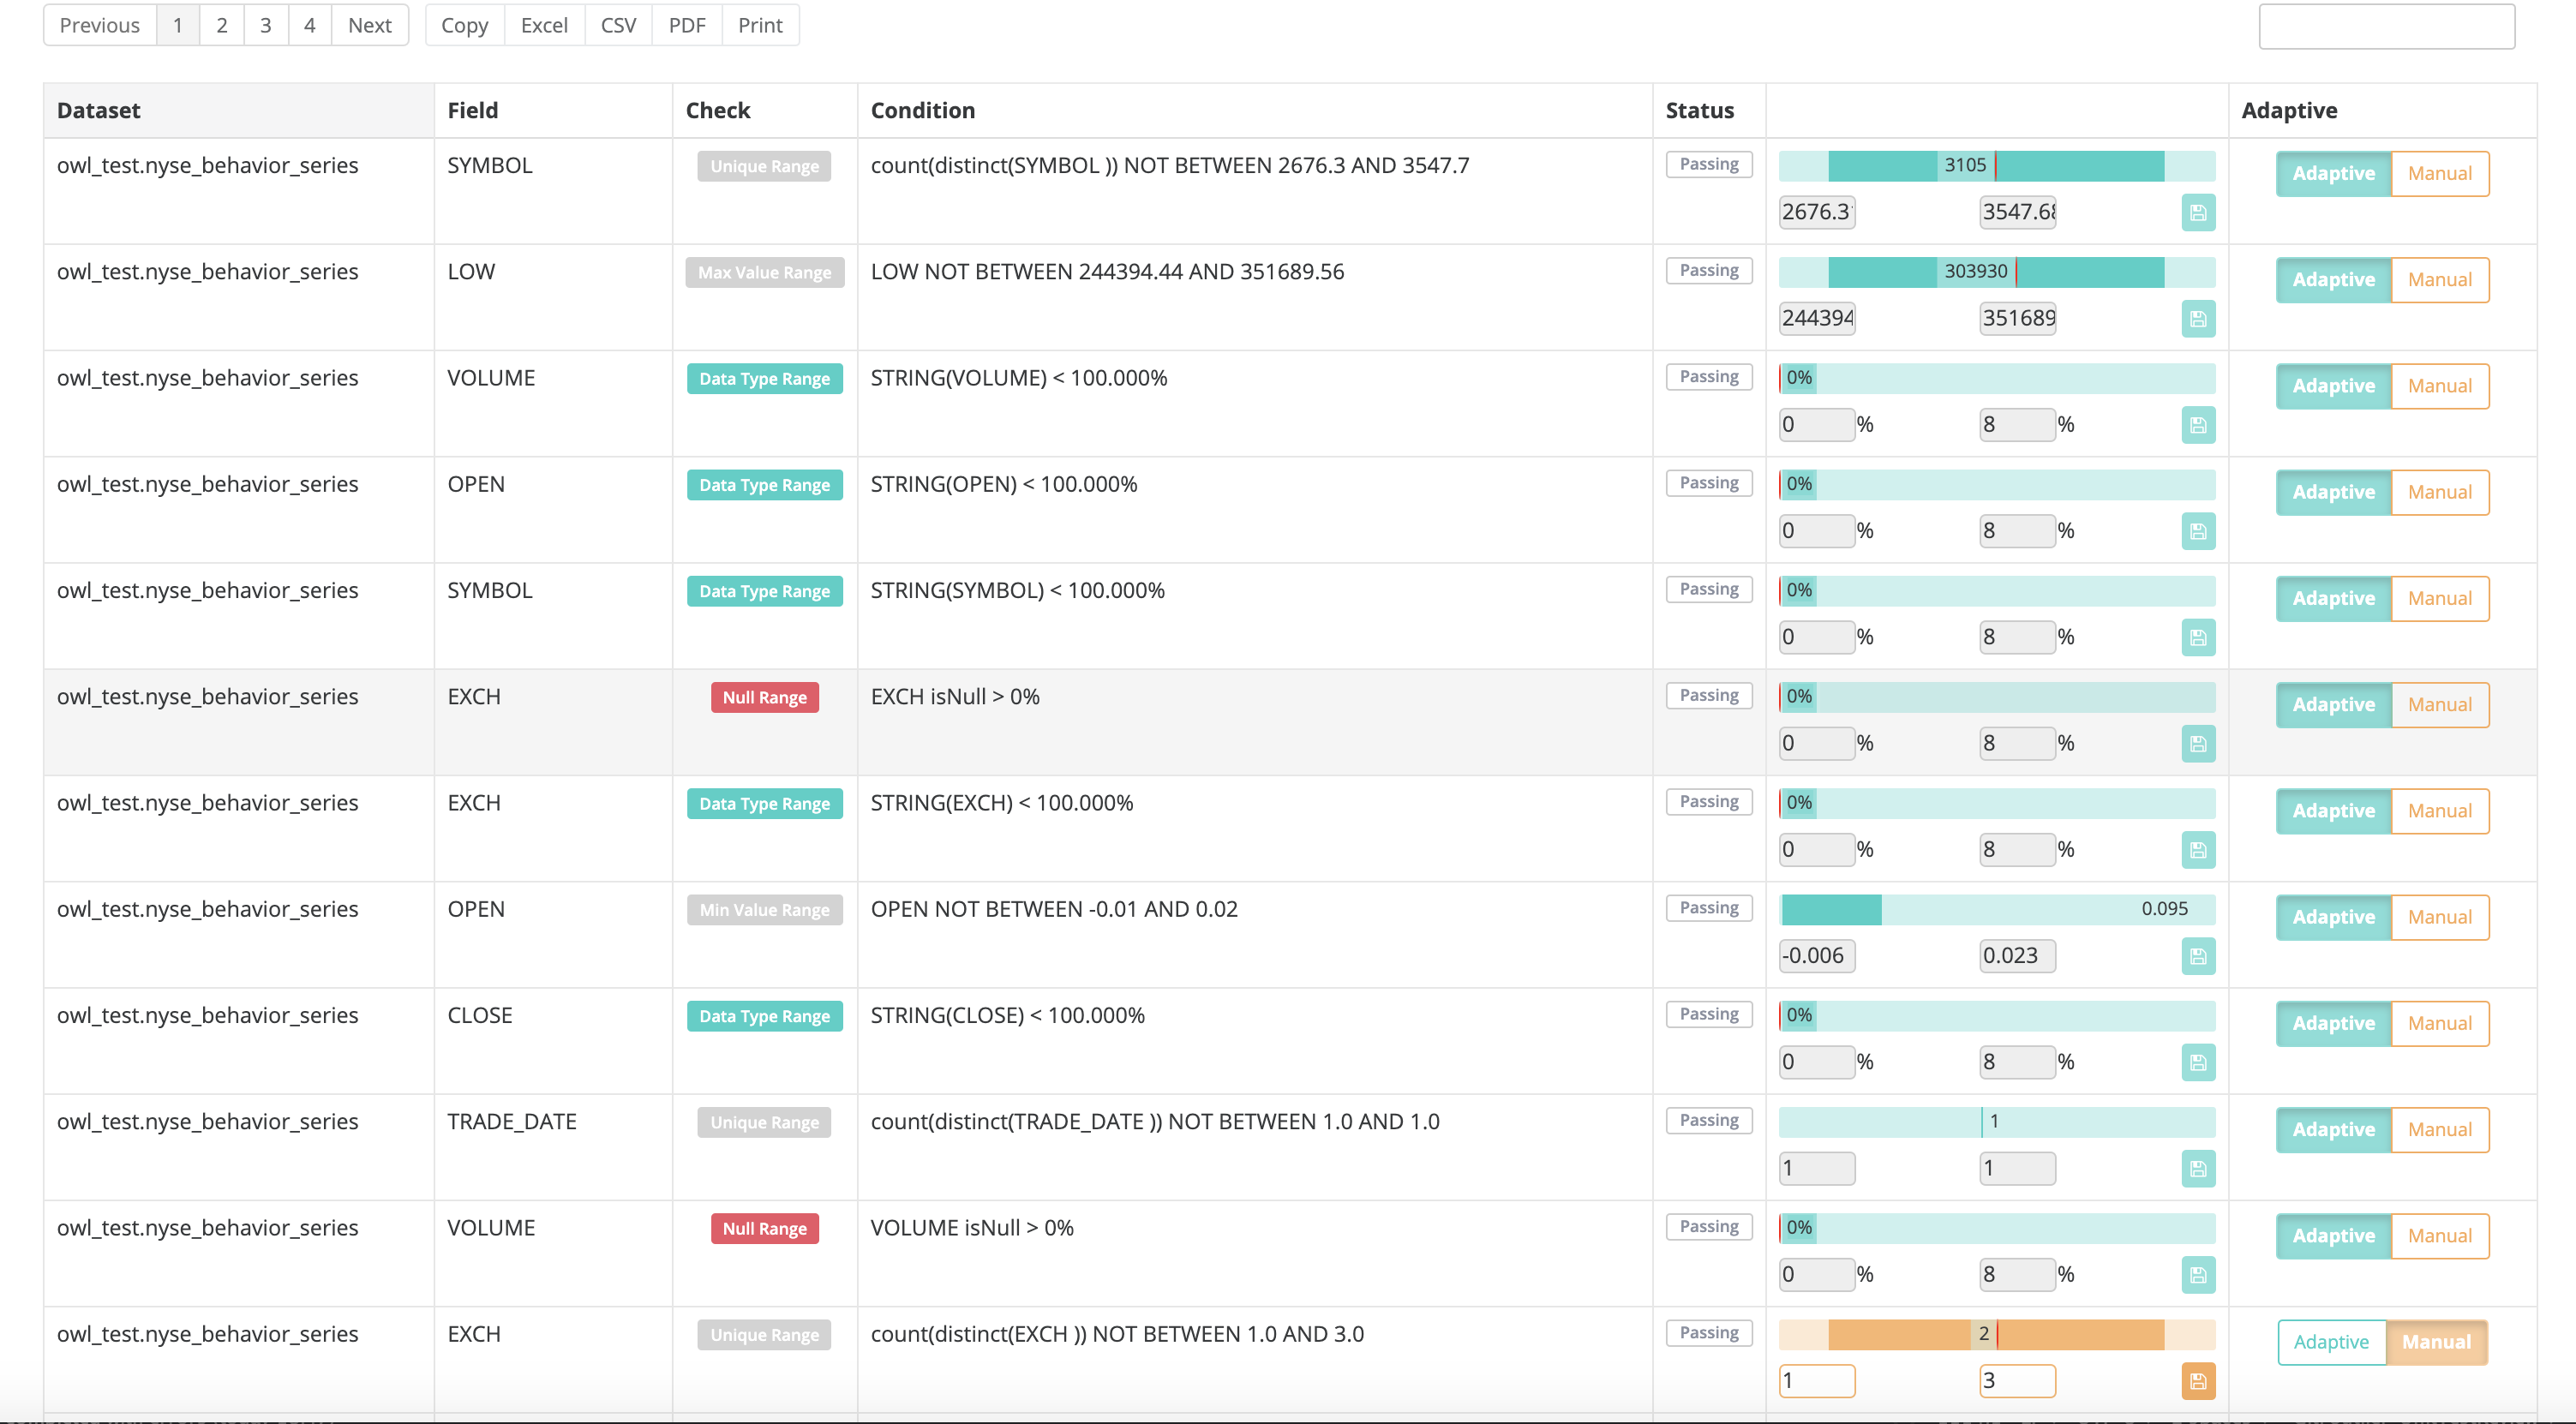 Previous 1 2 3 4 Next Copy Excel CSV PDF Print
Dataset Field Check Condition Status Adaptive
owl_test.nyse_behavior_series SYMBOL Unique Range count(distinct(SYMBOL )) NOT BETWEEN 2676.3 AND 3547.7 Passing 3105 Adaptive Manual
2676.3 3547.6
owl_test.nyse_behavior_series LOW Max Value Range LOW NOT BETWEEN 244394.44 AND 351689.56 Passing 303930 Adaptive Manual
244394 351689
owl_test.nyse_behavior_series VOLUME Data Type Range STRING(VOLUME) < 100.000% Passing 0% Adaptive Manual
0 % 8 %
owl_test.nyse_behavior_series OPEN Data Type Range STRING(OPEN) < 100.000% Passing 0% Adaptive Manual
0 % 8 %
owl_test.nyse_behavior_series SYMBOL Data Type Range STRING(SYMBOL) < 100.000% Passing 0% Adaptive Manual
0 % 8 %
owl_test.nyse_behavior_series EXCH Null Range EXCH isNull > 0% Passing 0% Adaptive Manual
0 % 8 %
owl_test.nyse_behavior_series EXCH Data Type Range STRING(EXCH) < 100.000% Passing 0% Adaptive Manual
0 % 8 %
owl_test.nyse_behavior_series OPEN Min Value Range OPEN NOT BETWEEN -0.01 AND 0.02 Passing 0.095 Adaptive Manual
-0.006 0.023
owl_test.nyse_behavior_series CLOSE Data Type Range STRING(CLOSE) < 100.000% Passing 0% Adaptive Manual
0 % 8 %
owl_test.nyse_behavior_series TRADE_DATE Unique Range count(distinct(TRADE_DATE )) NOT BETWEEN 1.0 AND 1.0 Passing 1 Adaptive Manual
1 1
owl_test.nyse_behavior_series VOLUME Null Range VOLUME isNull > 0% Passing 0% Adaptive Manual
0 % 8 %
owl_test.nyse_behavior_series EXCH Unique Range count(distinct(EXCH )) NOT BETWEEN 1.0 AND 3.0 Passing 2 Adaptive Manual
1 3